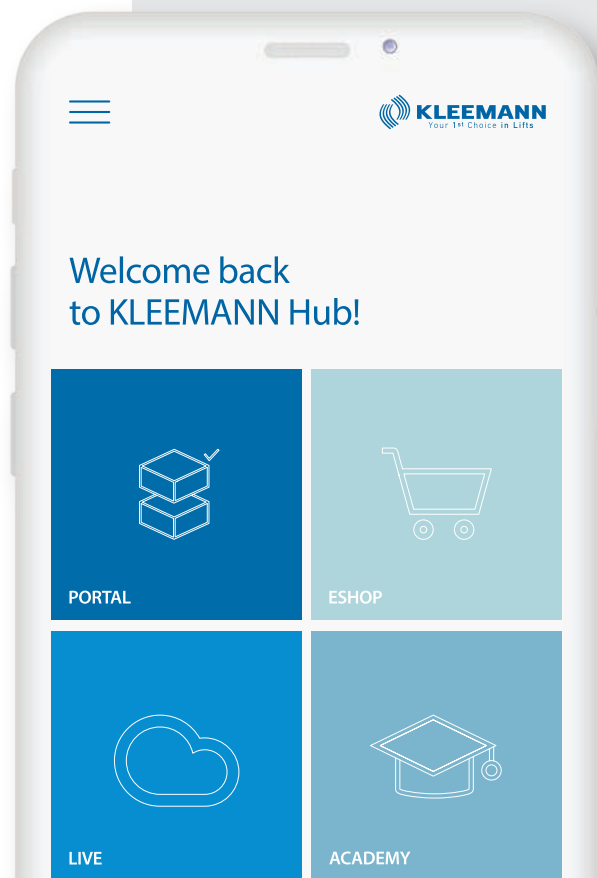 KLEEMANN
Your 1st Choice in Lifts
Welcome back
to KLEEMANN Hub!
PORTAL
ESHOP
LIVE
ACADEMY